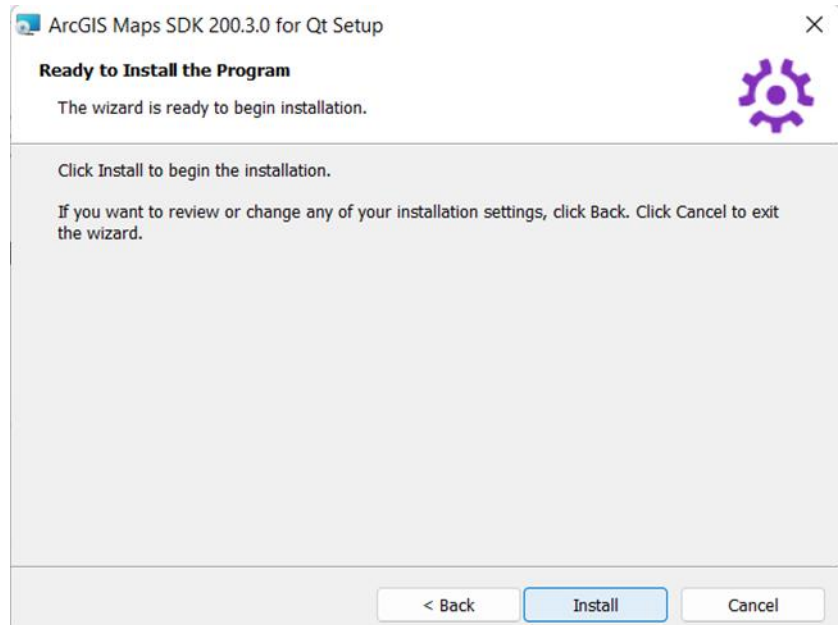 ArcGIS Maps SDK 200.3.0 for Qt Setup
Ready to Install the Program
The wizard is ready to begin installation.
Click Install to begin the installation.
If you want to review or change any of your installation settings, click Back. Click Cancel to exit
the wizard.
< Back
Install
Cancel